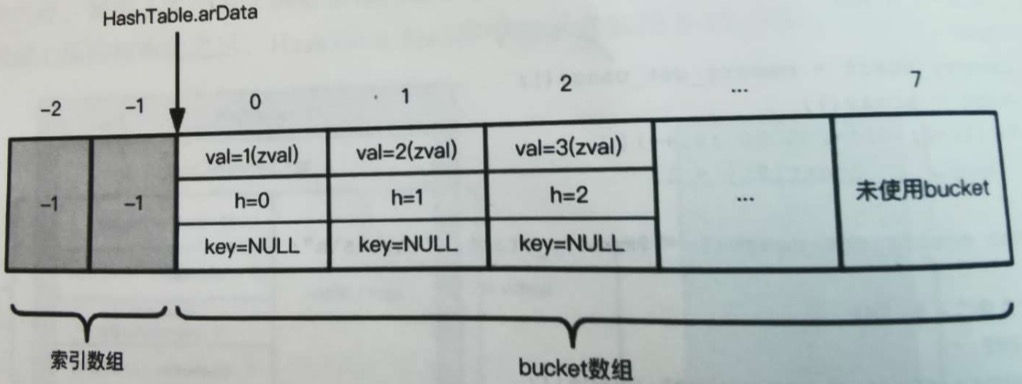 HashTable.arData
-2 -1 0 1 2 ... 7
val=1(zval) val=2(zval) val=3(zval)
-1 -1 h=0 h=1 h=2 ... 未使用bucket
key=NULL key=NULL key=NULL
索引数组 bucket数组